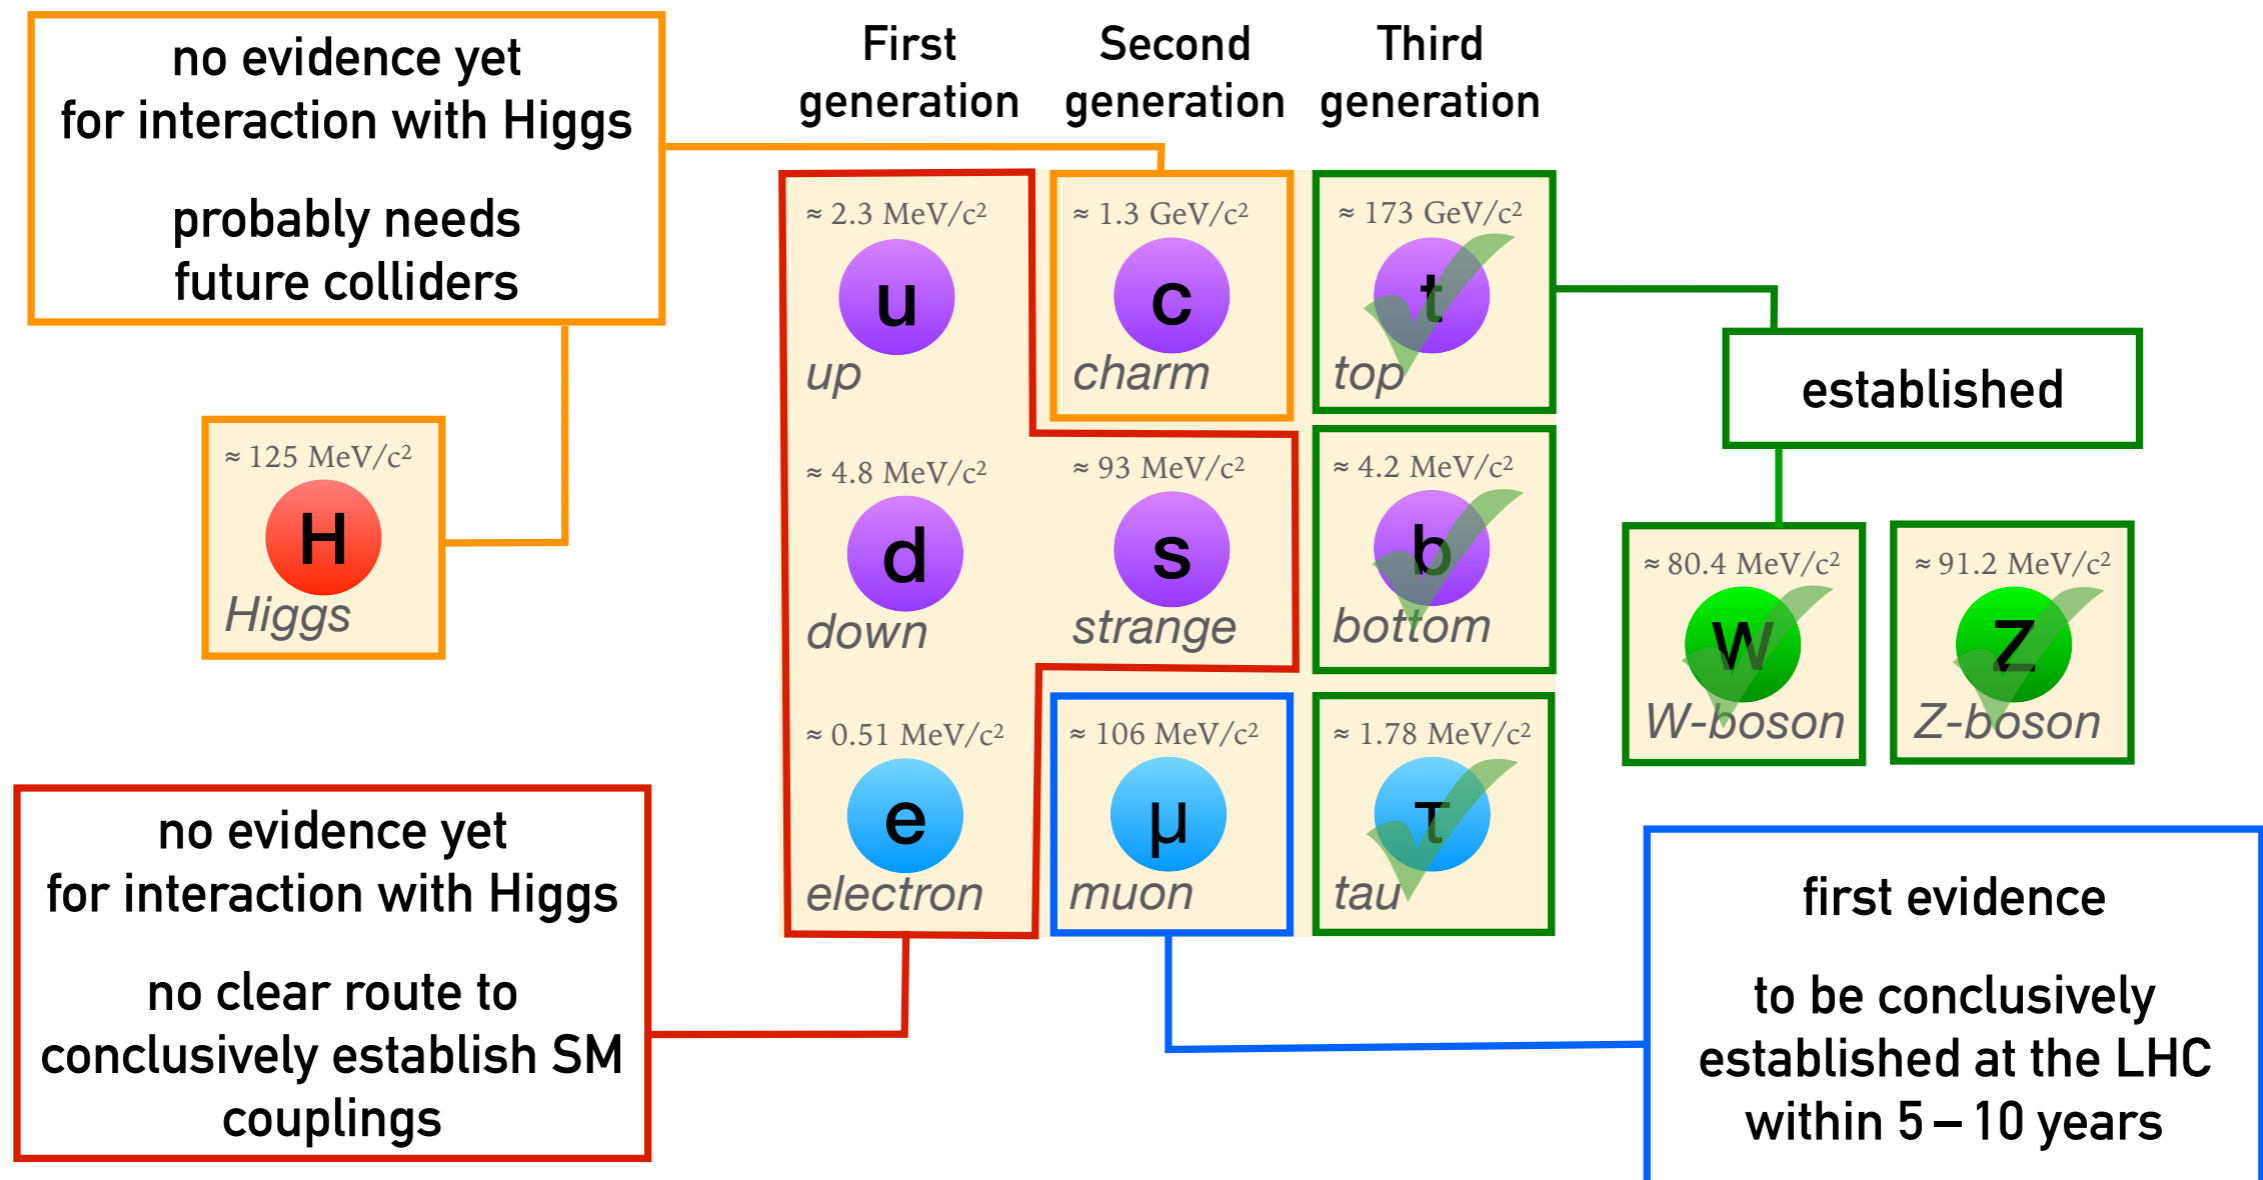 no evidence yet
for interaction with Higgs
probably needs
future colliders
First
generation
Second
generation
Third
generation
≈ 2.3 MeV/c²
u
up
≈ 1.3 GeV/c²
c
charm
≈ 173 GeV/c²
t
top
established
≈ 125 MeV/c²
H
Higgs
≈ 4.8 MeV/c²
d
down
≈ 93 MeV/c²
s
strange
≈ 4.2 MeV/c²
b
bottom
≈ 80.4 MeV/c²
W
W-boson
≈ 91.2 MeV/c²
Z
Z-boson
≈ 0.51 MeV/c²
e
electron
≈ 106 MeV/c²
μ
muon
≈ 1.78 MeV/c²
τ
tau
no evidence yet
for interaction with Higgs
no clear route to
conclusively establish SM
couplings
first evidence
to be conclusively
established at the LHC
within 5 – 10 years